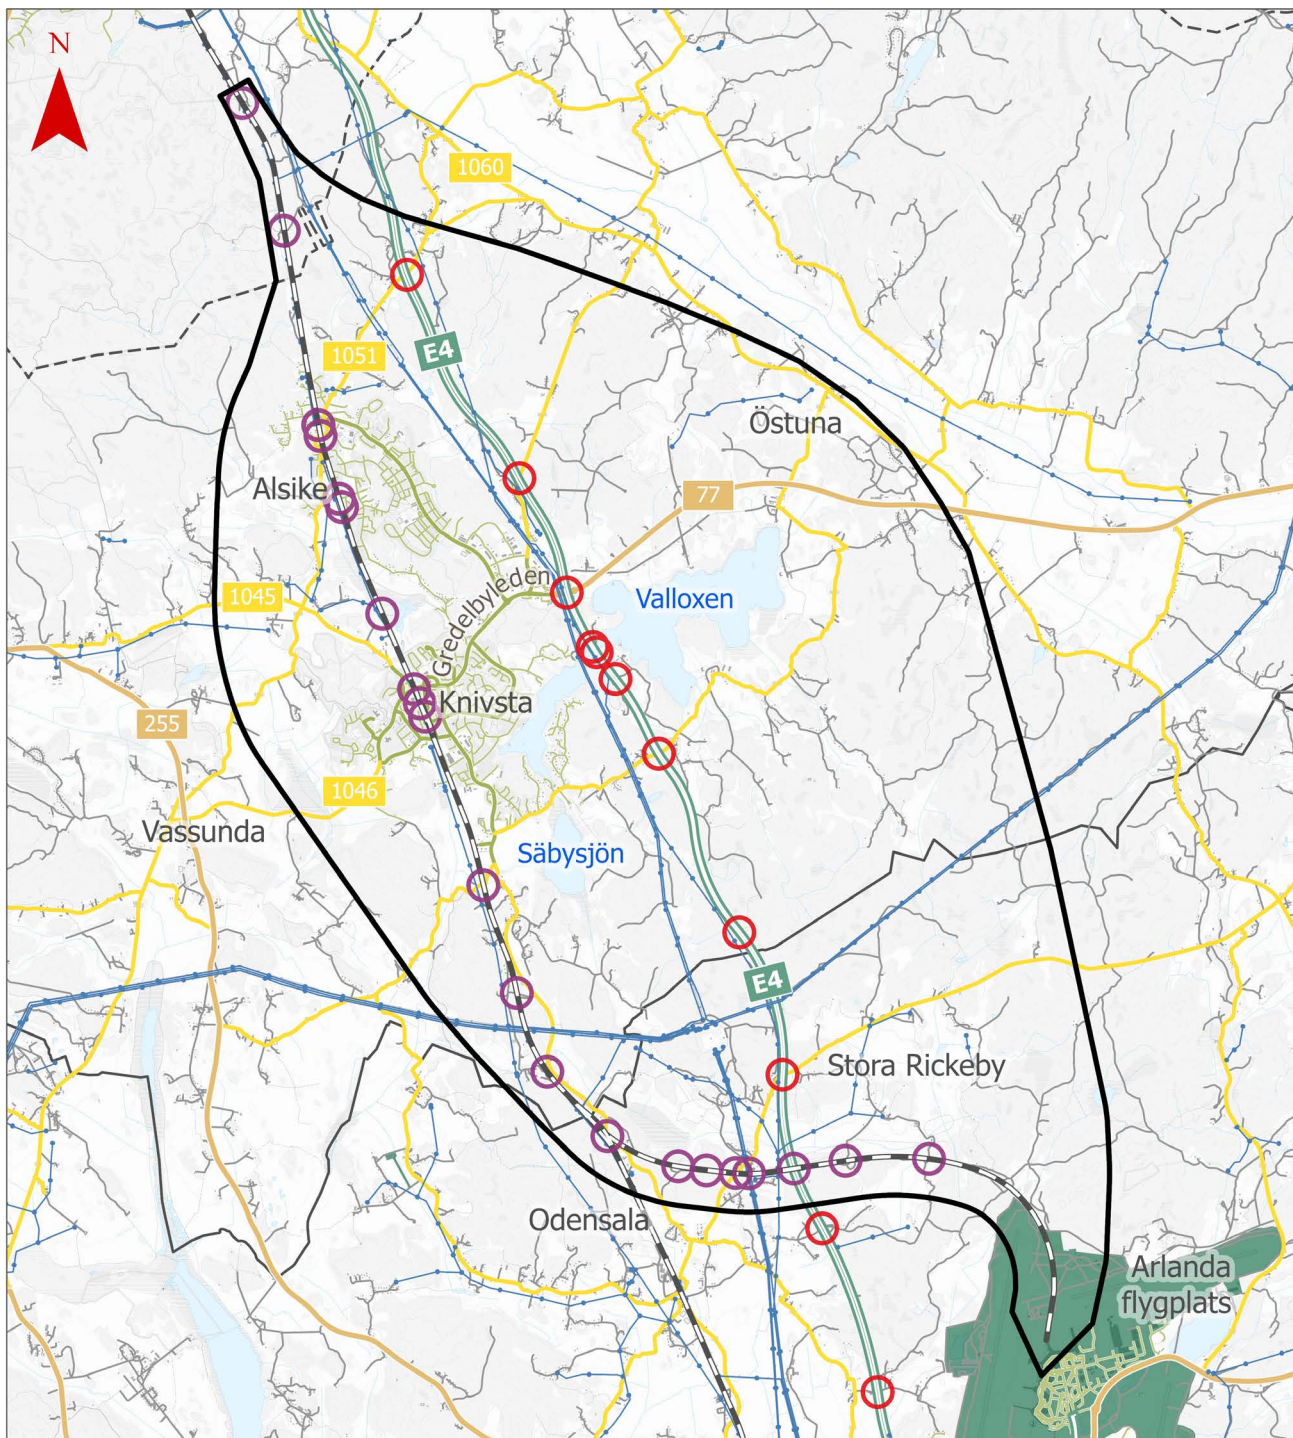 N
1060
E4
1051
Östuna
Alsike
77
Gredelbyleden
Valloxen
1045
Knivsta
255
1046
Vassunda
Säbysjön
E4
Stora Rickeby
Odensala
Arlanda
flygplats